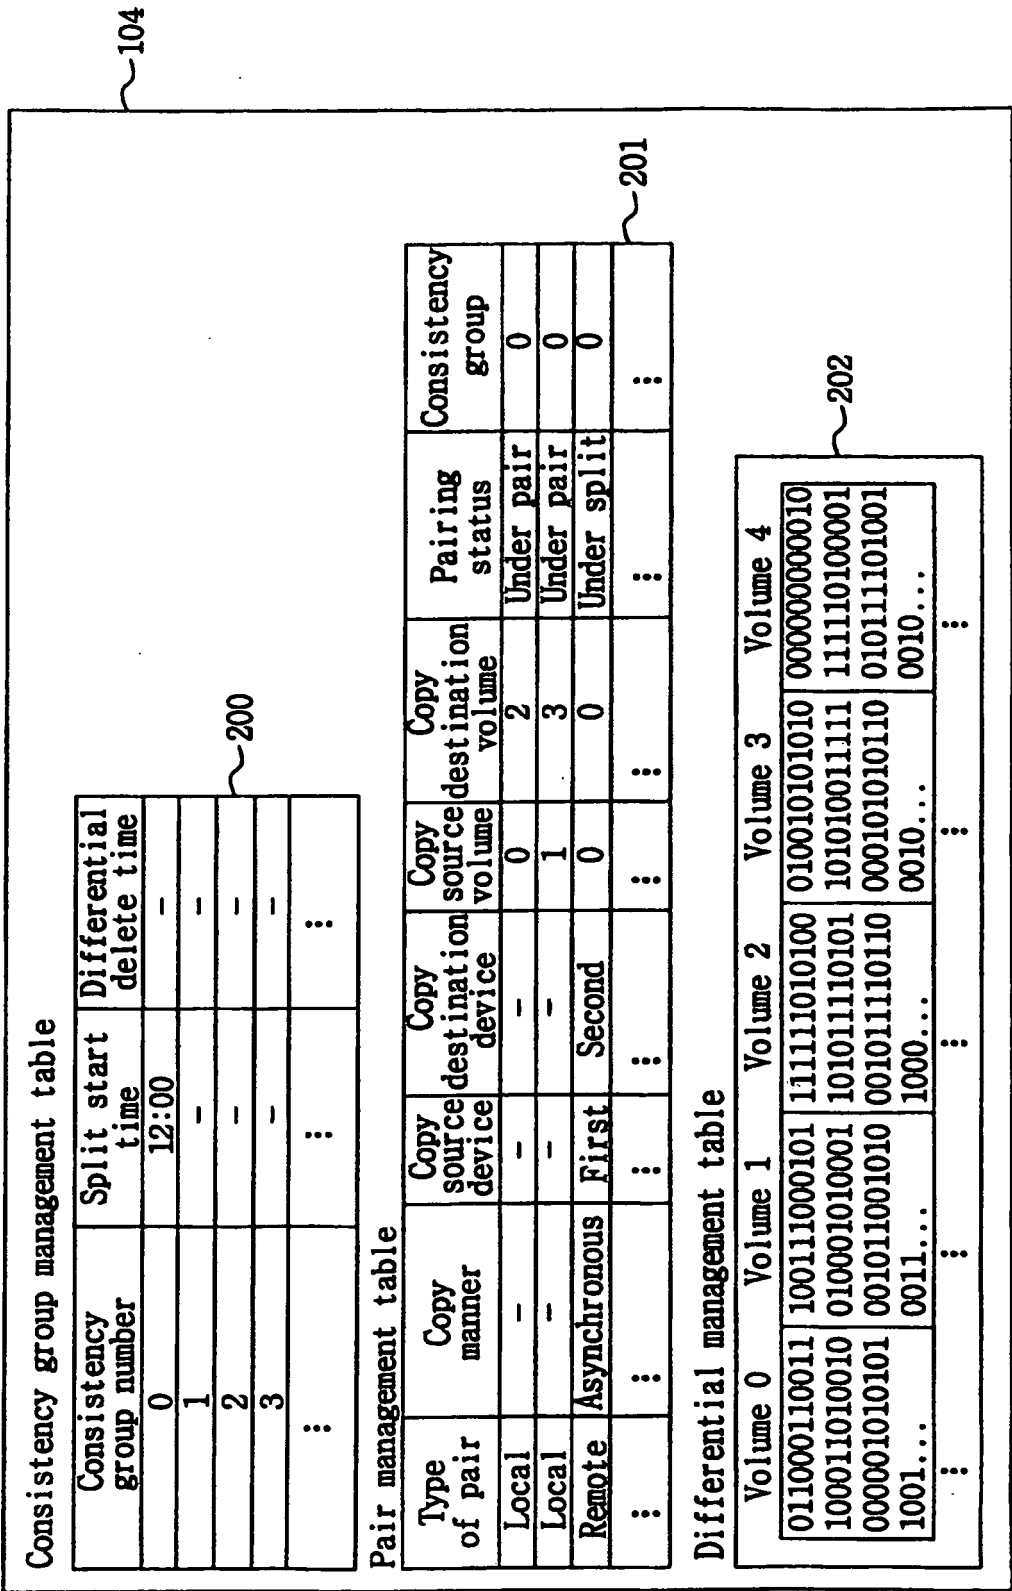 104
Consistency group management table
Consistency group number | Split start time | Differential delete time
0 | 12:00 | –
1 | – | –
2 | – | –
3 | – | –
⋮ | ⋮ | ⋮
200
Pair management table
Type of pair | Copy manner | Copy source device | Copy destination device | Copy source volume | Copy destination volume | Pairing status | Consistency group
Local | – | – | – | 0 | 2 | Under pair | 0
Local | – | – | – | 1 | 3 | Under pair | 0
Remote | Asynchronous | First | Second | 0 | 0 | Under split | 0
⋮ | ⋮ | ⋮ | ⋮ | ⋮ | ⋮ | ⋮ | ⋮
201
Differential management table
Volume 0 | Volume 1 | Volume 2 | Volume 3 | Volume 4
011000110011 | 100111000101 | 111111010100 | 010010101010 | 000000000010
100011010010 | 010001010001 | 101011110101 | 101010011111 | 111110100001
000001010101 | 001011001010 | 001011110110 | 000101010110 | 010111101001
1001... | 0011... | 1000... | 0010... | 0010...
⋮ | ⋮ | ⋮ | ⋮ | ⋮
202